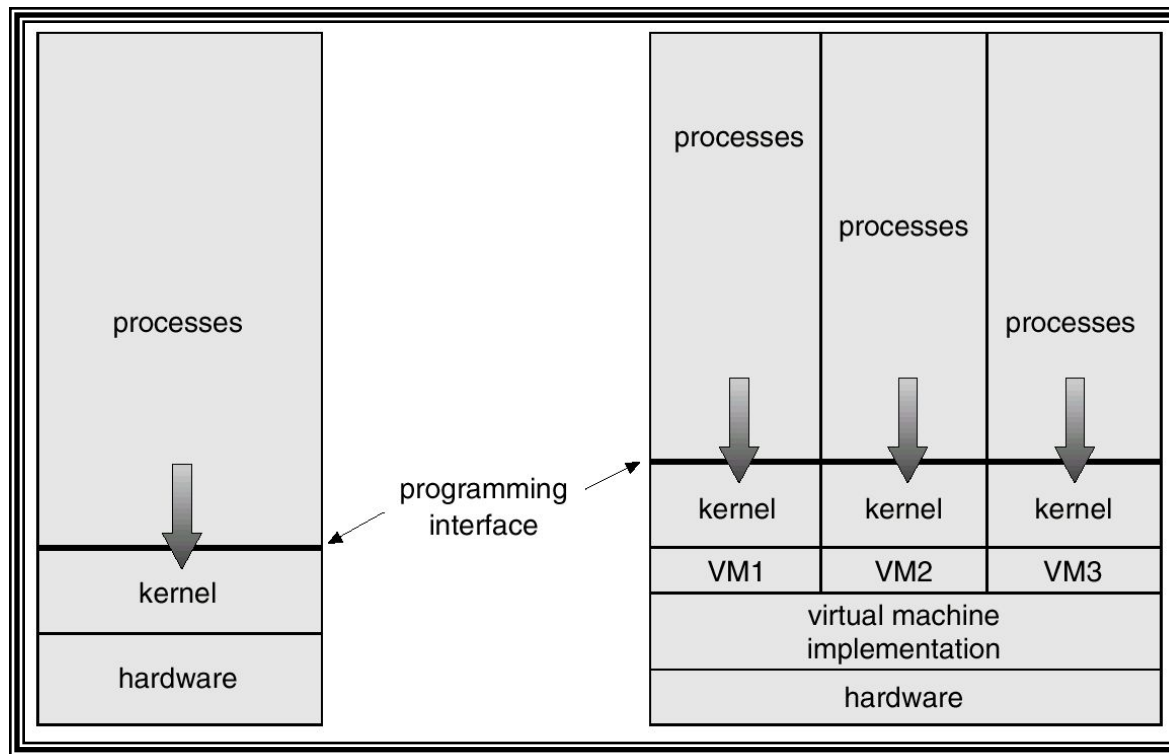 processes
kernel
hardware
programming
interface
processes
processes
processes
kernel
kernel
kernel
VM1
VM2
VM3
virtual machine
implementation
hardware